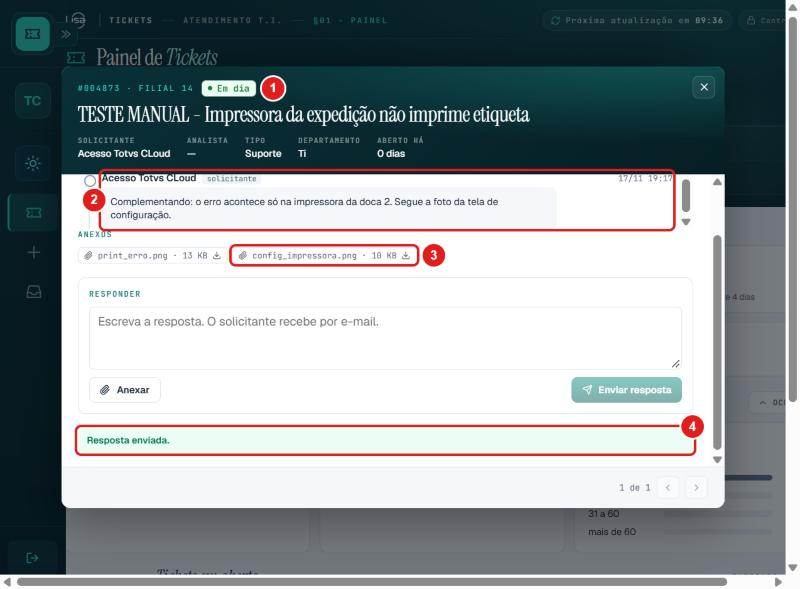 TICKETS — ATENDIMENTO T.I. — §01 · PAINEL
Próxima atualização em 09:36
Painel de Tickets
TC
#004873 · FILIAL 14
Em dia
1
TESTE MANUAL - Impressora da expedição não imprime etiqueta
SOLICITANTE ANALISTA TIPO DEPARTAMENTO ABERTO HÁ
Acesso Totvs CLoud — Suporte Ti 0 dias
Acesso Totvs CLoud solicitante 17/11 19:17
2
Complementando: o erro acontece só na impressora da doca 2. Segue a foto da tela de
configuração.
ANEXOS
print_erro.png · 13 KB
config_impressora.png · 10 KB
3
e 4 dias
RESPONDER
Escreva a resposta. O solicitante recebe por e-mail.
Anexar
Enviar resposta
4
Resposta enviada.
1 de 1
31 a 60
mais de 60